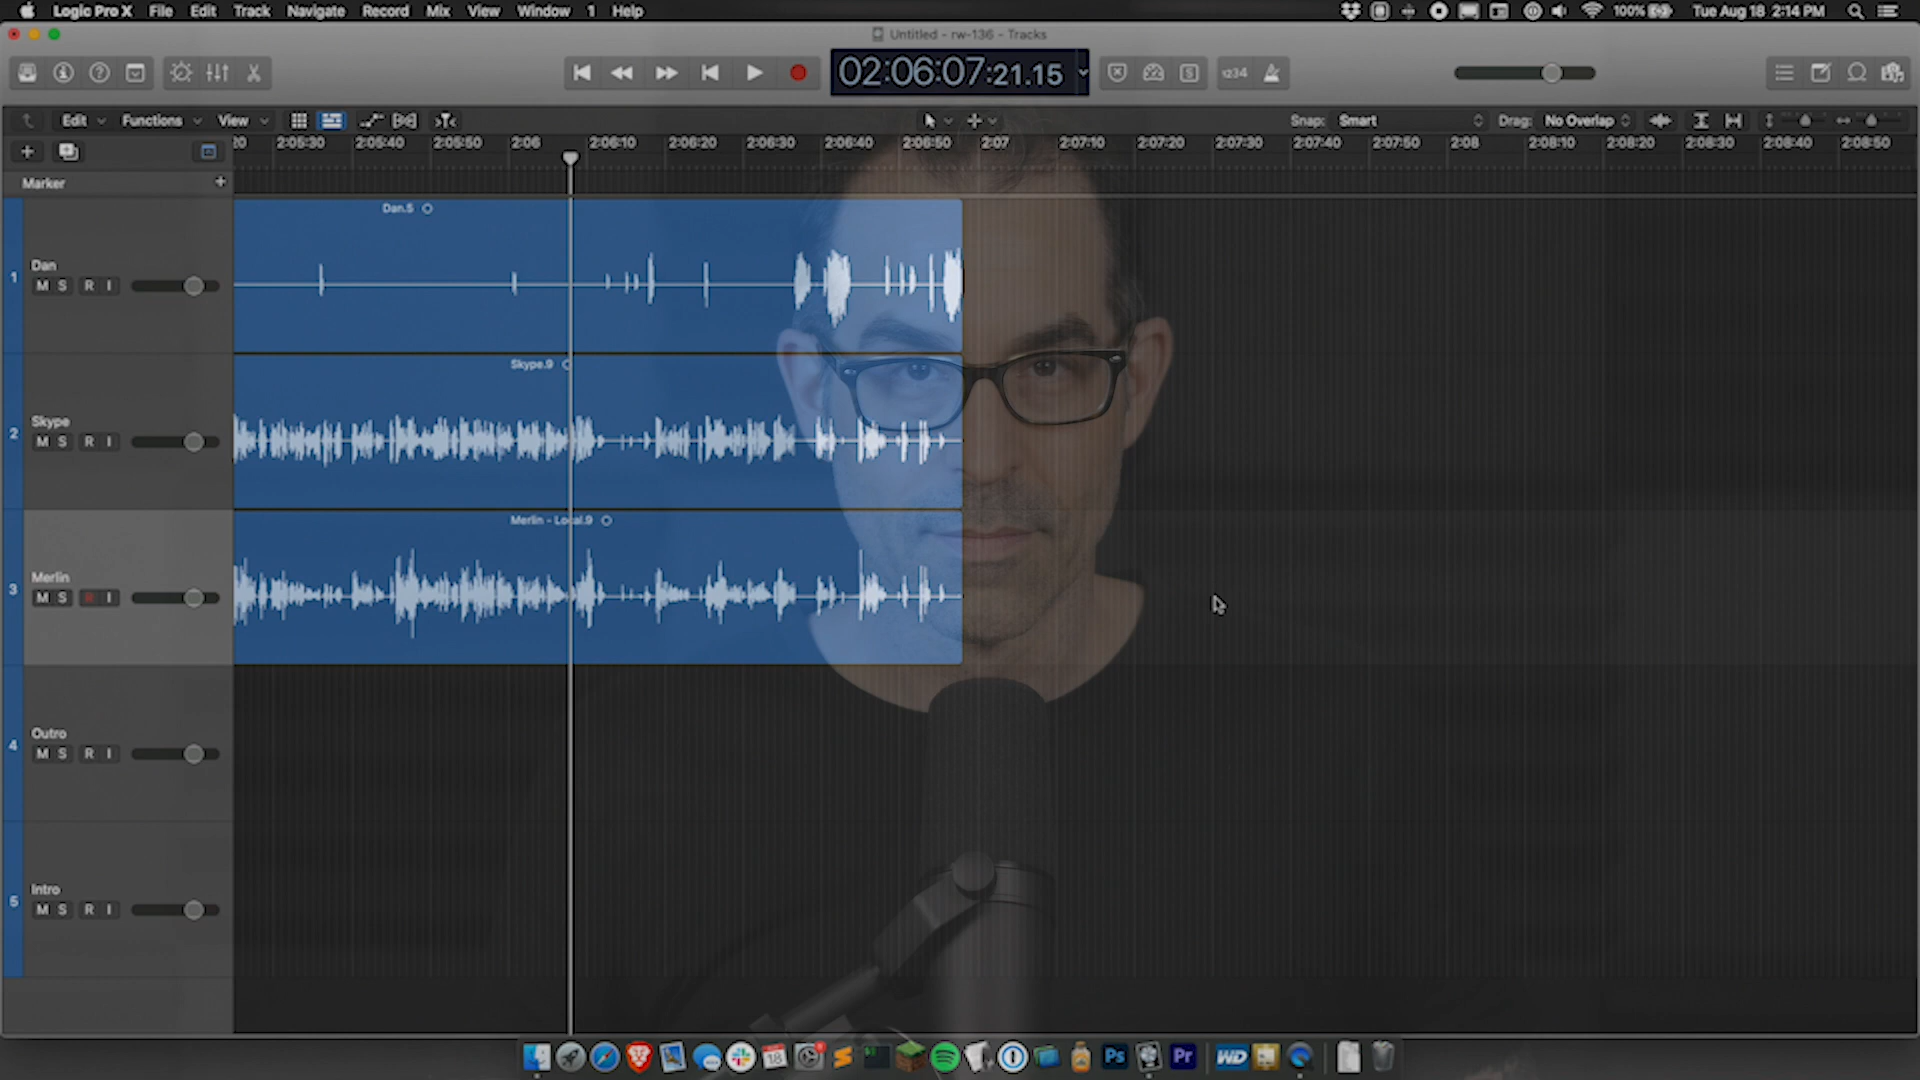 Logic Pro X File Edit Track Navigate Record Mix View Window 1 Help 100% Tue Aug 18 2:14 PM
Untitled - rw-136 - Tracks
02:06:07:21.15 1234
Edit Functions View Snap: Smart Drag: No Overlap
20 2:05:30 2:05:40 2:05:50 2:06 2:06:10 2:06:20 2:06:30 2:06:40 2:06:50 2:07 2:07:10 2:07:20 2:07:30 2:07:40 2:07:50 2:08 2:08:10 2:08:20 2:08:30 2:08:40 2:08:50
Marker
Dan.5
1 Dan
M S R I
Skype.9
2 Skype
M S R I
Merlin - Local.9
3 Merlin
M S R I
4 Outro
M S R I
5 Intro
M S R I
18 Ps Pr WD